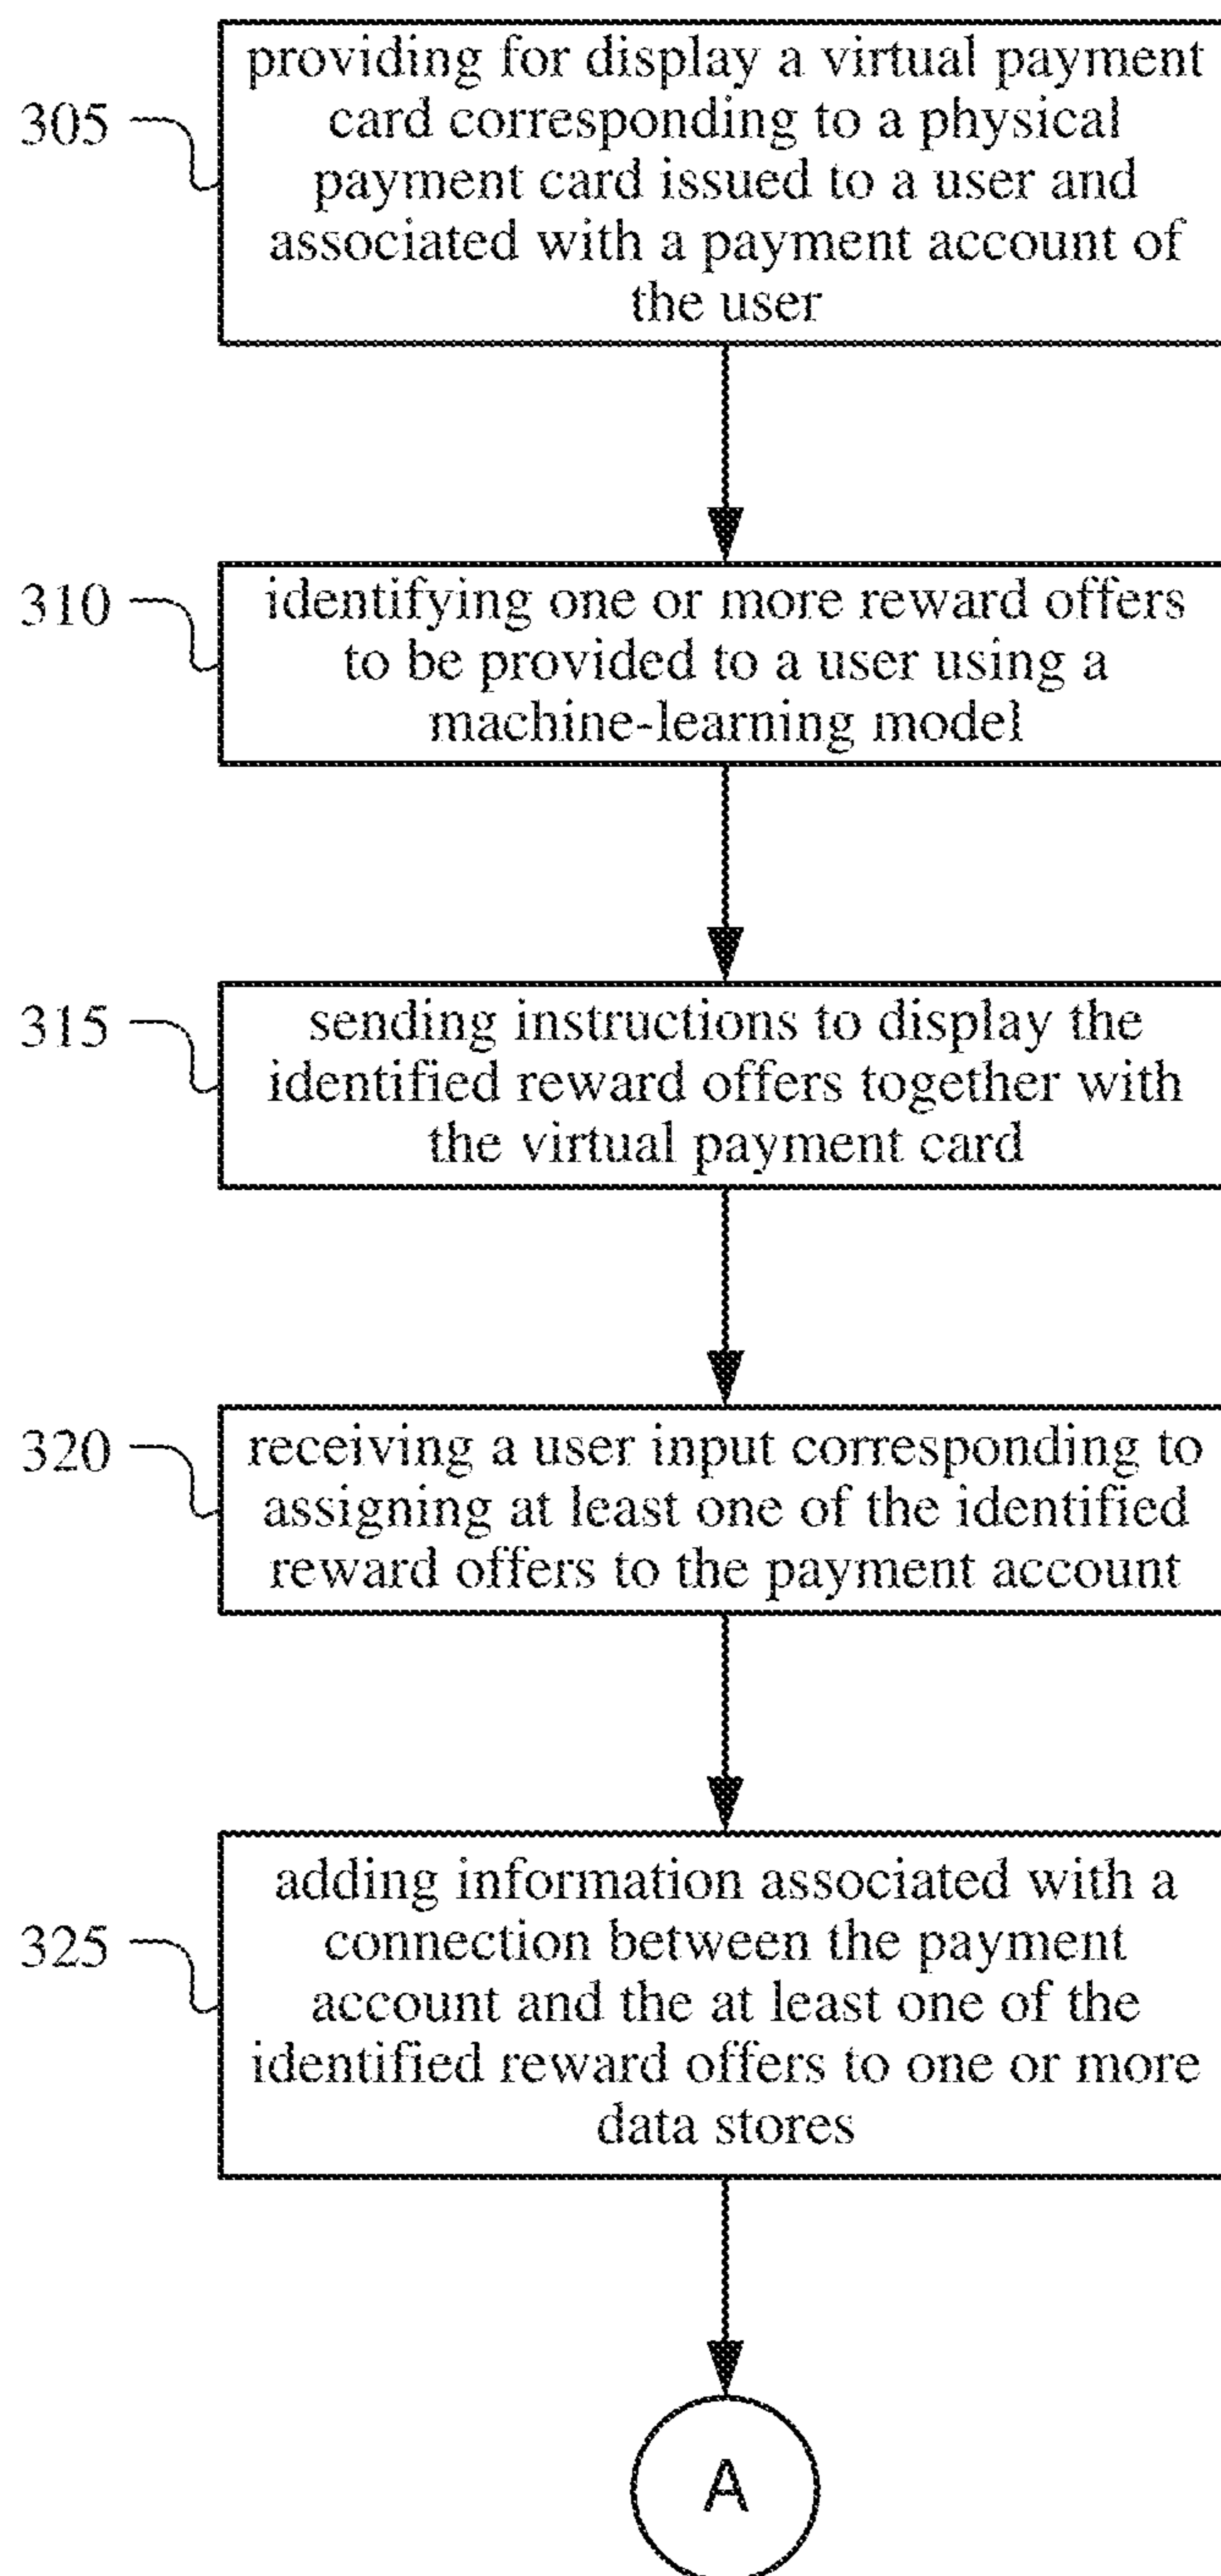 305
providing for display a virtual payment
card corresponding to a physical
payment card issued to a user and
associated with a payment account of
the user
310
identifying one or more reward offers
to be provided to a user using a
machine-learning model
315
sending instructions to display the
identified reward offers together with
the virtual payment card
320
receiving a user input corresponding to
assigning at least one of the identified
reward offers to the payment account
325
adding information associated with a
connection between the payment
account and the at least one of the
identified reward offers to one or more
data stores
A